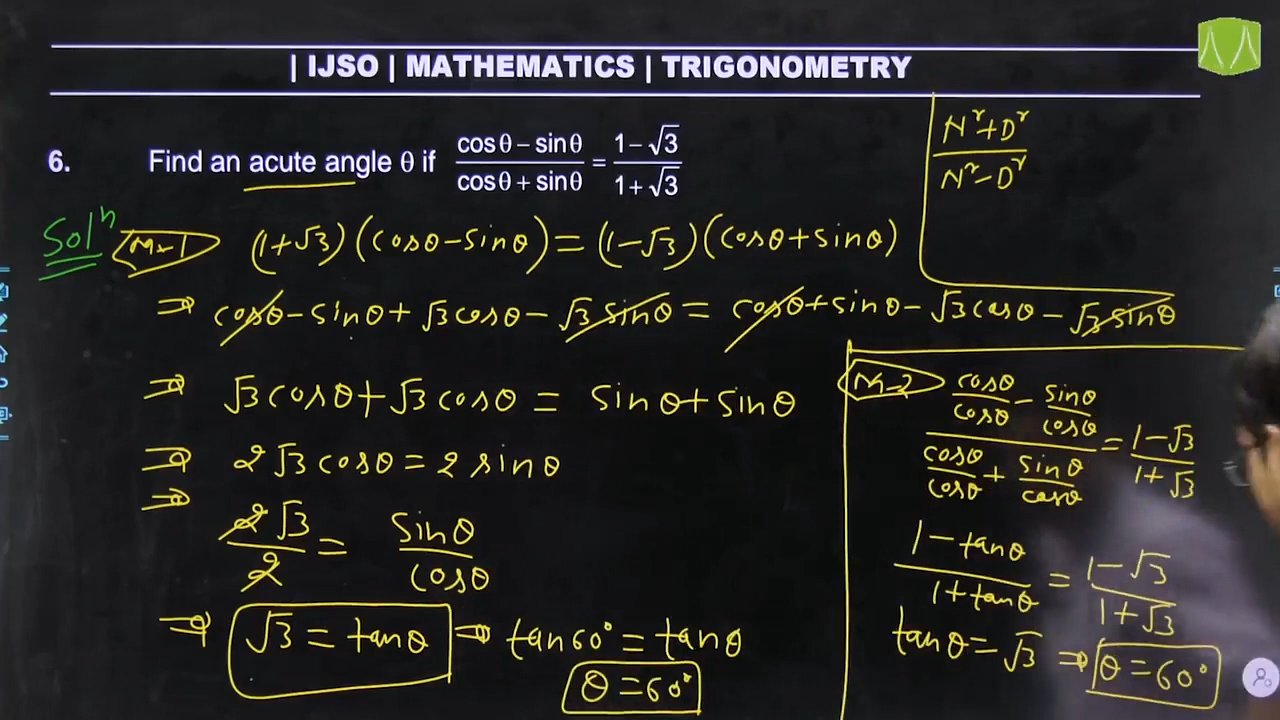 | IJSO | MATHEMATICS | TRIGONOMETRY
6. Find an acute angle θ if (cosθ – sinθ)/(cosθ + sinθ) = (1 – √3)/(1 + √3)
Nʳ+Dʳ
Nʳ–Dʳ
Solⁿ M-1 (1+√3)(cosθ–sinθ) = (1–√3)(cosθ+sinθ)
⇒ cosθ – sinθ + √3cosθ – √3sinθ = cosθ + sinθ – √3cosθ – √3sinθ
⇒ √3cosθ + √3cosθ = sinθ + sinθ
⇒ 2√3cosθ = 2sinθ
⇒ 2√3/2 = sinθ/cosθ
⇒ √3 = tanθ ⇒ tan60° = tanθ
θ = 60°
M-2 (cosθ/cosθ – sinθ/cosθ)/(cosθ/cosθ + sinθ/cosθ) = (1–√3)/(1+√3)
(1–tanθ)/(1+tanθ) = (1–√3)/(1+√3)
tanθ = √3 ⇒ θ = 60°